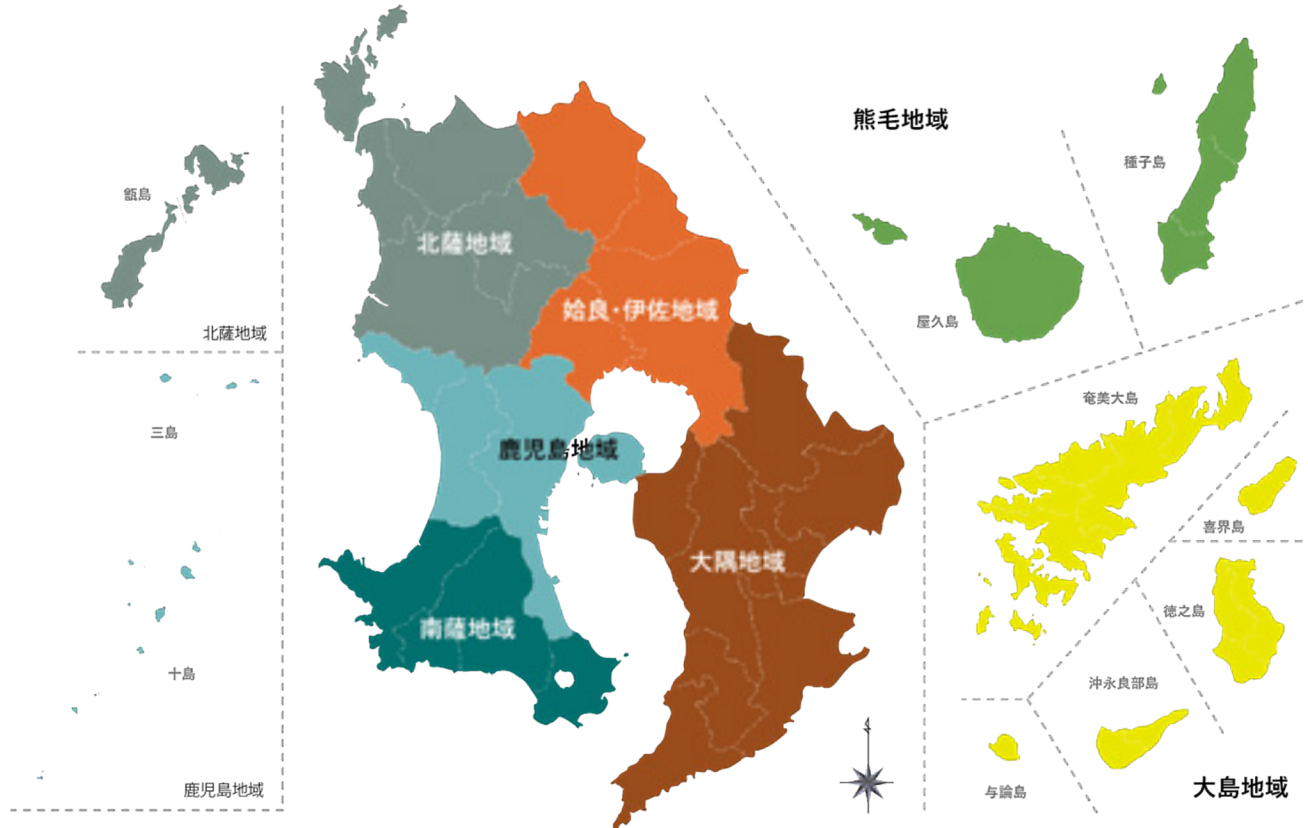 甑島
北薩地域
三島
十島
鹿児島地域
北薩地域
姶良・伊佐地域
鹿児島地域
大隅地域
南薩地域
熊毛地域
種子島
屋久島
奄美大島
喜界島
徳之島
沖永良部島
与論島
大島地域